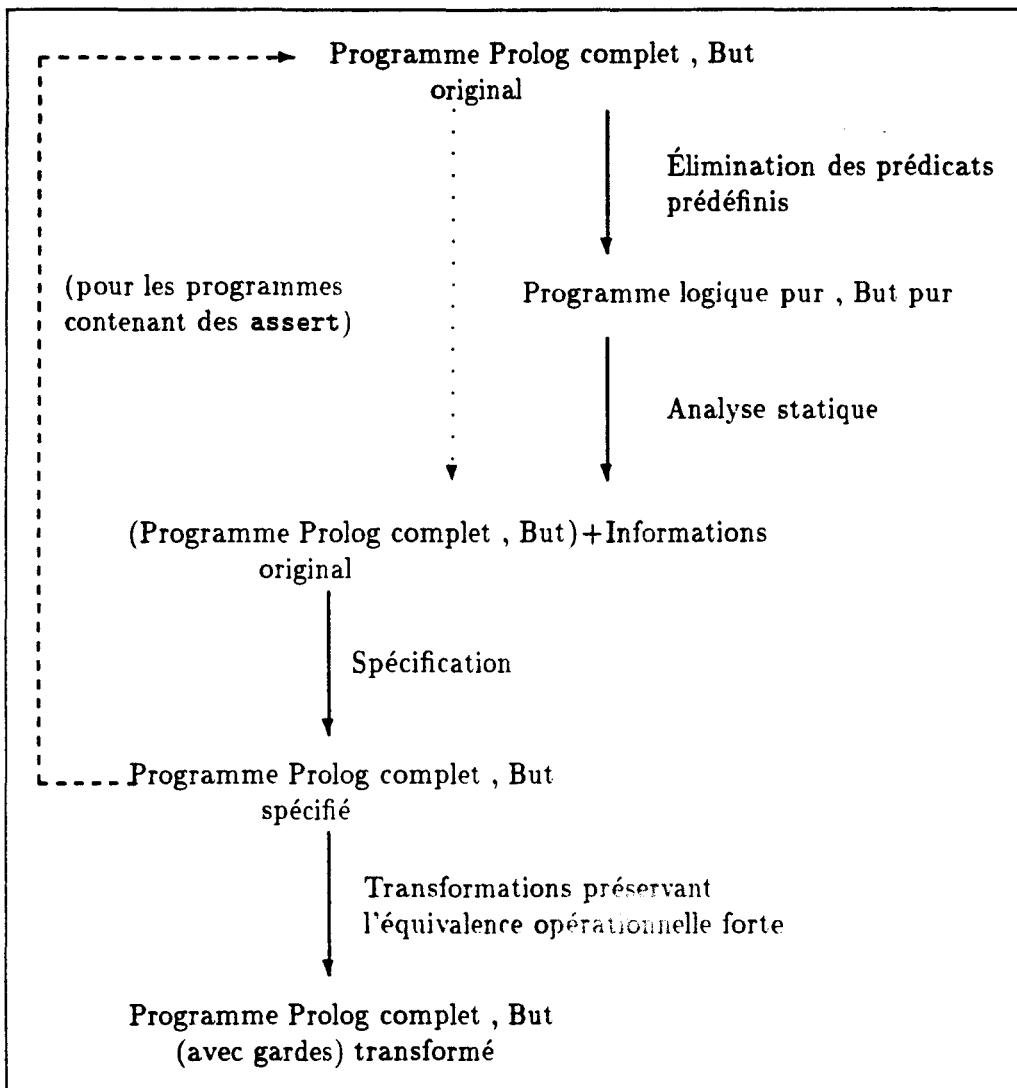 Programme Prolog complet , But
original
Élimination des prédicats
prédéfinis
(pour les programmes
contenant des assert)
Programme logique pur , But pur
Analyse statique
(Programme Prolog complet , But)+Informations
original
Spécification
Programme Prolog complet , But
spécifié
Transformations préservant
l'équivalence opérationnelle forte
Programme Prolog complet , But
(avec gardes) transformé